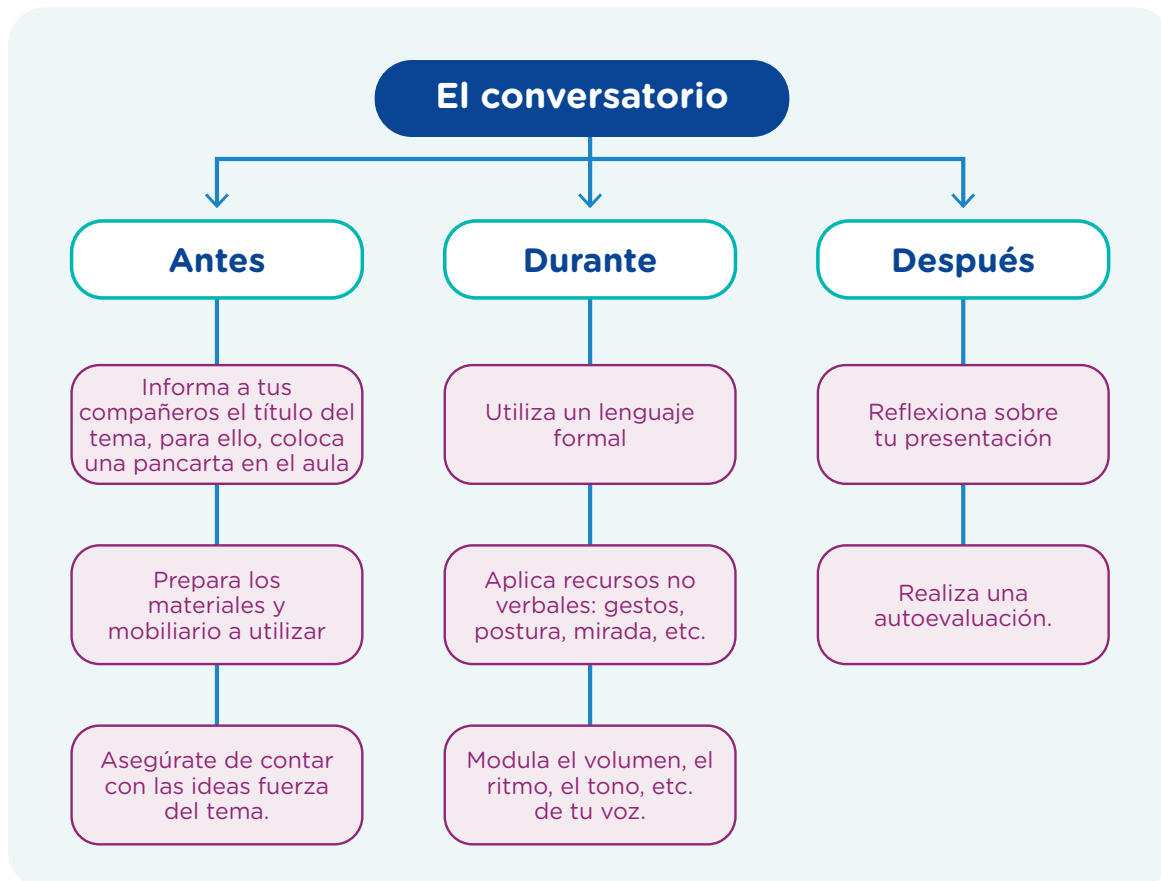 El conversatorio
Antes
Informa a tus
compañeros el título del
tema, para ello, coloca
una pancarta en el aula
Prepara los
materiales y
mobiliario a utilizar
Asegúrate de contar
con las ideas fuerza
del tema.
Durante
Utiliza un lenguaje
formal
Aplica recursos no
verbales: gestos,
postura, mirada, etc.
Modula el volumen, el
ritmo, el tono, etc.
de tu voz.
Después
Reflexiona sobre
tu presentación
Realiza una
autoevaluación.